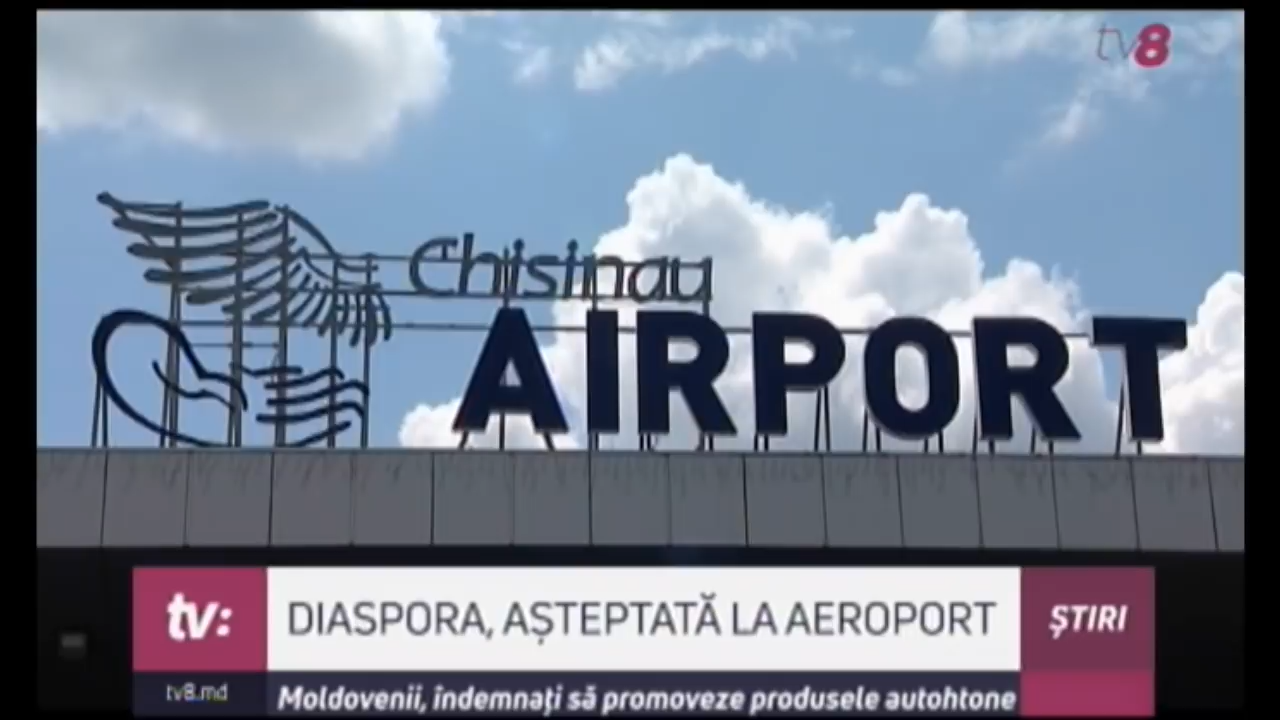 tv8
Chisinau
AIRPORT
tv:
DIASPORA, AȘTEPTATĂ LA AEROPORT
ȘTIRI
tv8.md
Moldovenii, îndemnați să promoveze produsele autohtone